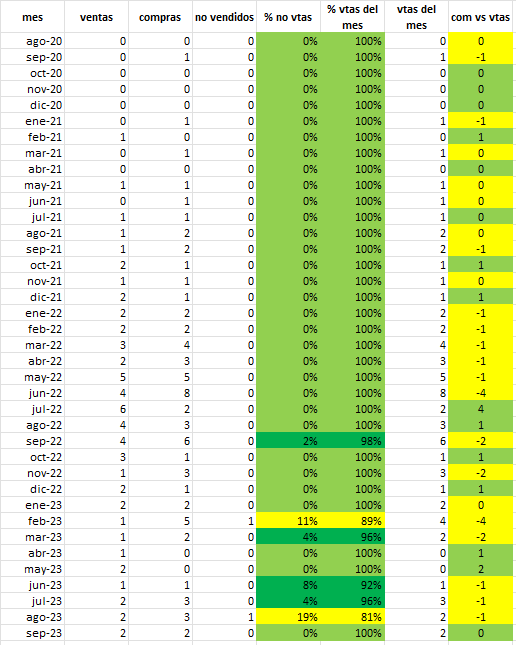 mes ventas compras no vendidos % no vtas % vtas del mes vtas del mes com vs vtas
ago-20 0 0 0 0% 100% 0 0
sep-20 0 1 0 0% 100% 1 -1
oct-20 0 0 0 0% 100% 0 0
nov-20 0 0 0 0% 100% 0 0
dic-20 0 0 0 0% 100% 0 0
ene-21 0 1 0 0% 100% 1 -1
feb-21 1 0 0 0% 100% 0 1
mar-21 0 1 0 0% 100% 1 0
abr-21 0 0 0 0% 100% 0 0
may-21 1 1 0 0% 100% 1 0
jun-21 0 1 0 0% 100% 1 0
jul-21 1 1 0 0% 100% 1 0
ago-21 1 2 0 0% 100% 2 0
sep-21 1 2 0 0% 100% 2 -1
oct-21 2 1 0 0% 100% 1 1
nov-21 1 1 0 0% 100% 1 0
dic-21 2 1 0 0% 100% 1 1
ene-22 2 2 0 0% 100% 2 -1
feb-22 2 2 0 0% 100% 2 -1
mar-22 3 4 0 0% 100% 4 -1
abr-22 2 3 0 0% 100% 3 -1
may-22 5 5 0 0% 100% 5 -1
jun-22 4 8 0 0% 100% 8 -4
jul-22 6 2 0 0% 100% 2 4
ago-22 4 3 0 0% 100% 3 1
sep-22 4 6 0 2% 98% 6 -2
oct-22 3 1 0 0% 100% 1 1
nov-22 1 3 0 0% 100% 3 -2
dic-22 2 1 0 0% 100% 1 1
ene-23 2 2 0 0% 100% 2 0
feb-23 1 5 1 11% 89% 4 -4
mar-23 1 2 0 4% 96% 2 -2
abr-23 1 0 0 0% 100% 0 1
may-23 2 0 0 0% 100% 0 2
jun-23 1 1 0 8% 92% 1 -1
jul-23 2 3 0 4% 96% 3 -1
ago-23 2 3 1 19% 81% 2 -1
sep-23 2 2 0 0% 100% 2 0